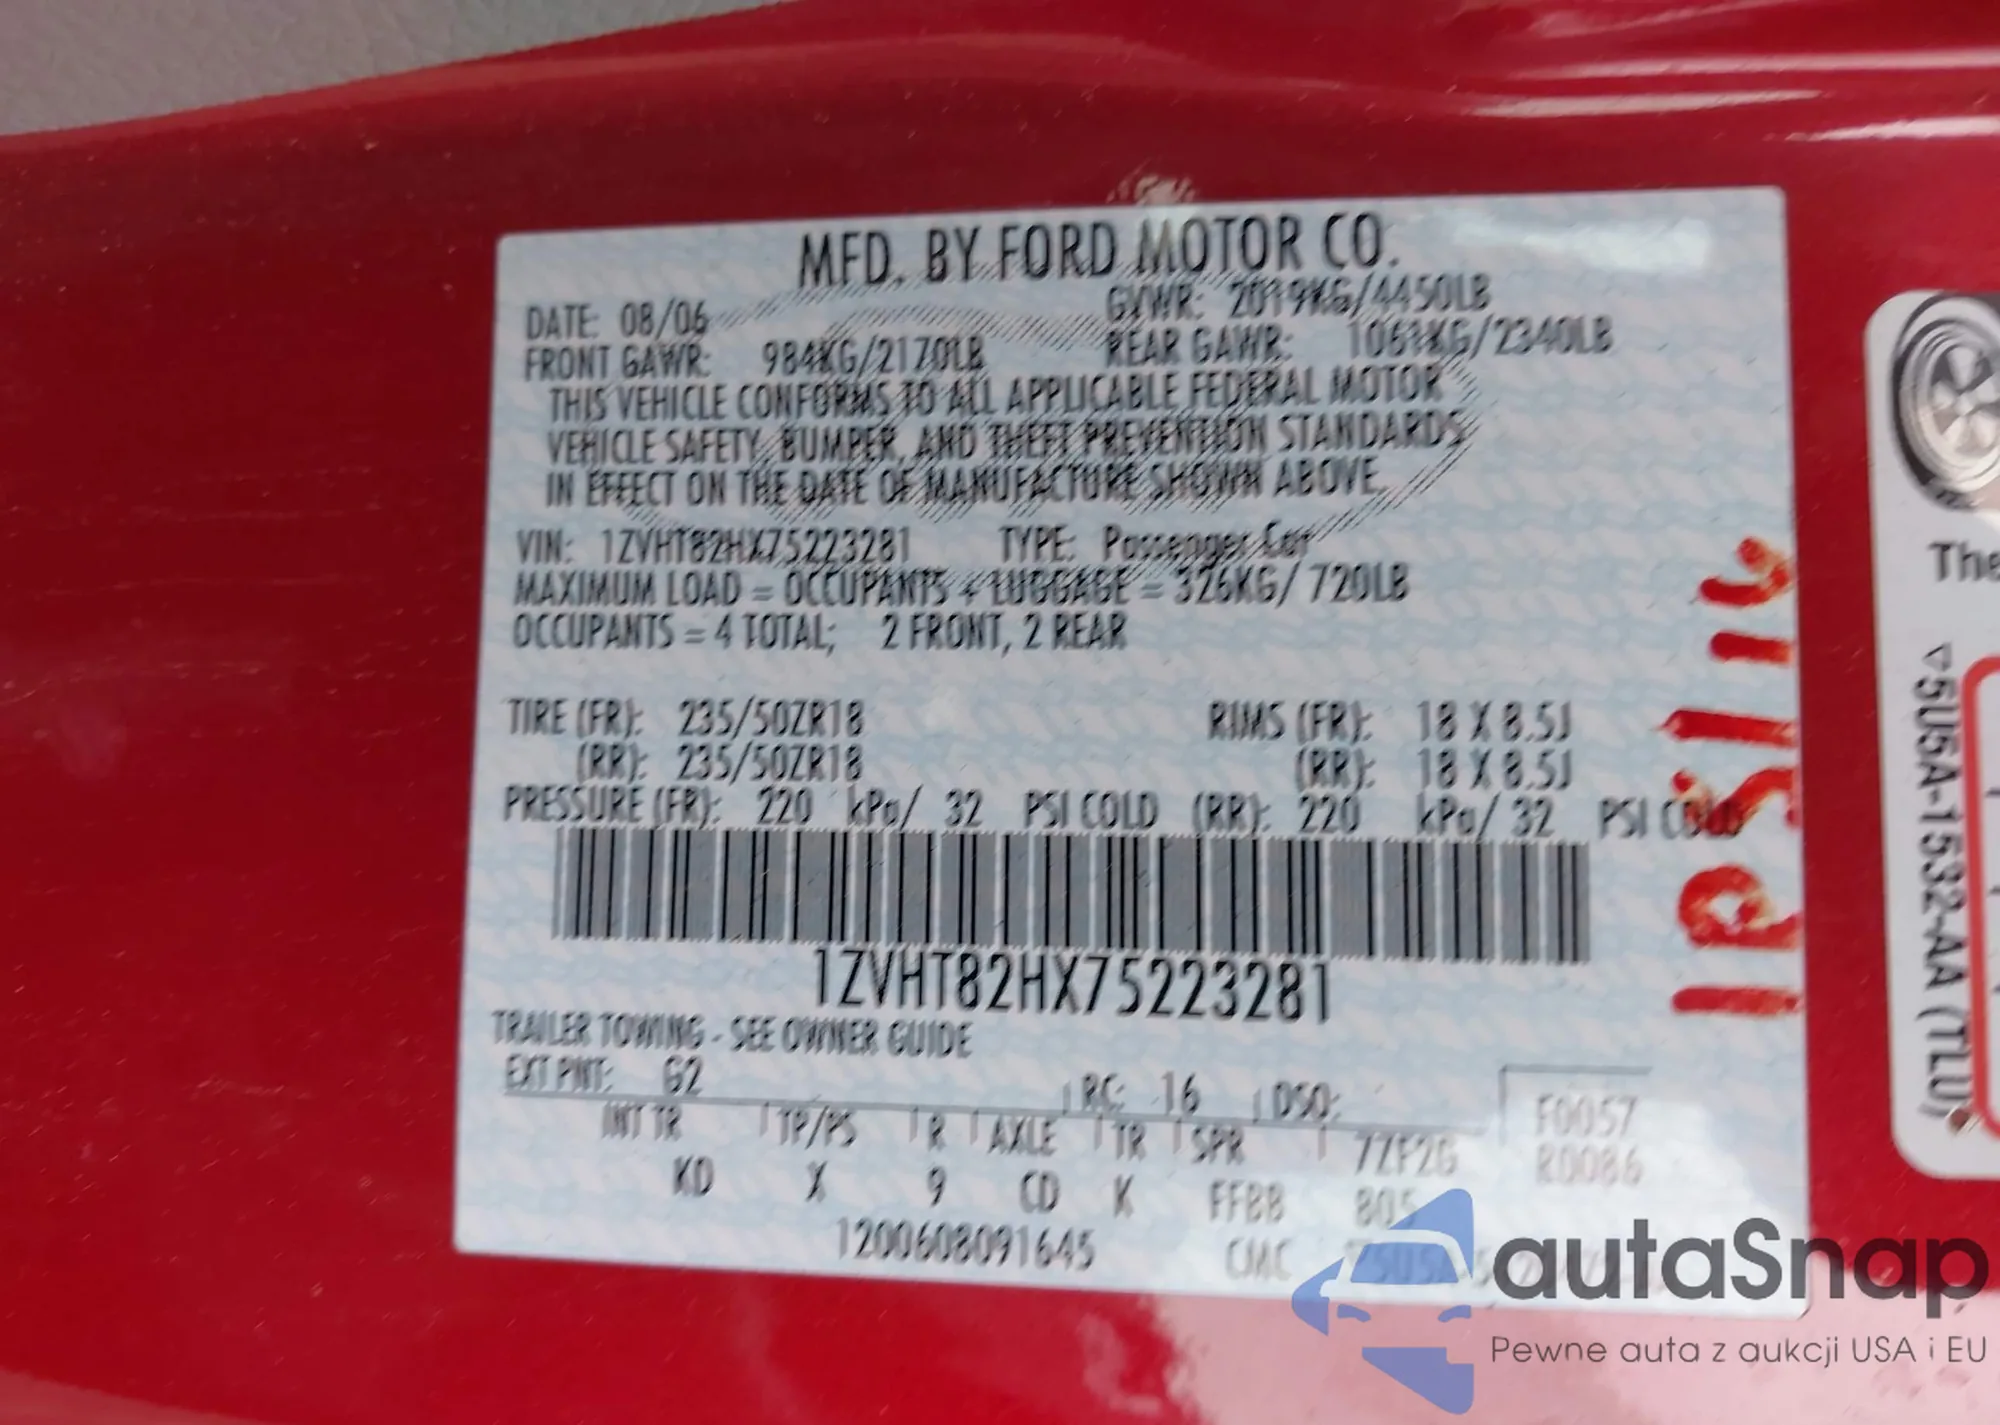 MFD. BY FORD MOTOR CO.
DATE: 08/06 GVWR: 2019KG/4450LB
FRONT GAWR: 984KG/2170LB REAR GAWR: 1061KG/2340LB
THIS VEHICLE CONFORMS TO ALL APPLICABLE FEDERAL MOTOR
VEHICLE SAFETY, BUMPER, AND THEFT PREVENTION STANDARDS
IN EFFECT ON THE DATE OF MANUFACTURE SHOWN ABOVE.
VIN: 1ZVHT82HX75223281 TYPE: Passenger Car
MAXIMUM LOAD = OCCUPANTS + LUGGAGE = 326KG/ 720LB
OCCUPANTS = 4 TOTAL; 2 FRONT, 2 REAR
TIRE (FR): 235/50ZR18 RIMS (FR): 18 X 8.5J
(RR): 235/50ZR18 (RR): 18 X 8.5J
PRESSURE (FR): 220 kPa/ 32 PSI COLD (RR): 220 kPa/ 32 PSI COLD
1ZVHT82HX75223281
TRAILER TOWING - SEE OWNER GUIDE
EXT PNT: G2 RC: 16 DSO: F0057
INT TR TP/PS R AXLE TR SPR 7ZP2G R0086
KD X 9 CD K FFBB 805
1200608091645 CMC
The
▽5U5A-1532-AA (TLU)
autaSnap
Pewne auta z aukcji USA i EU